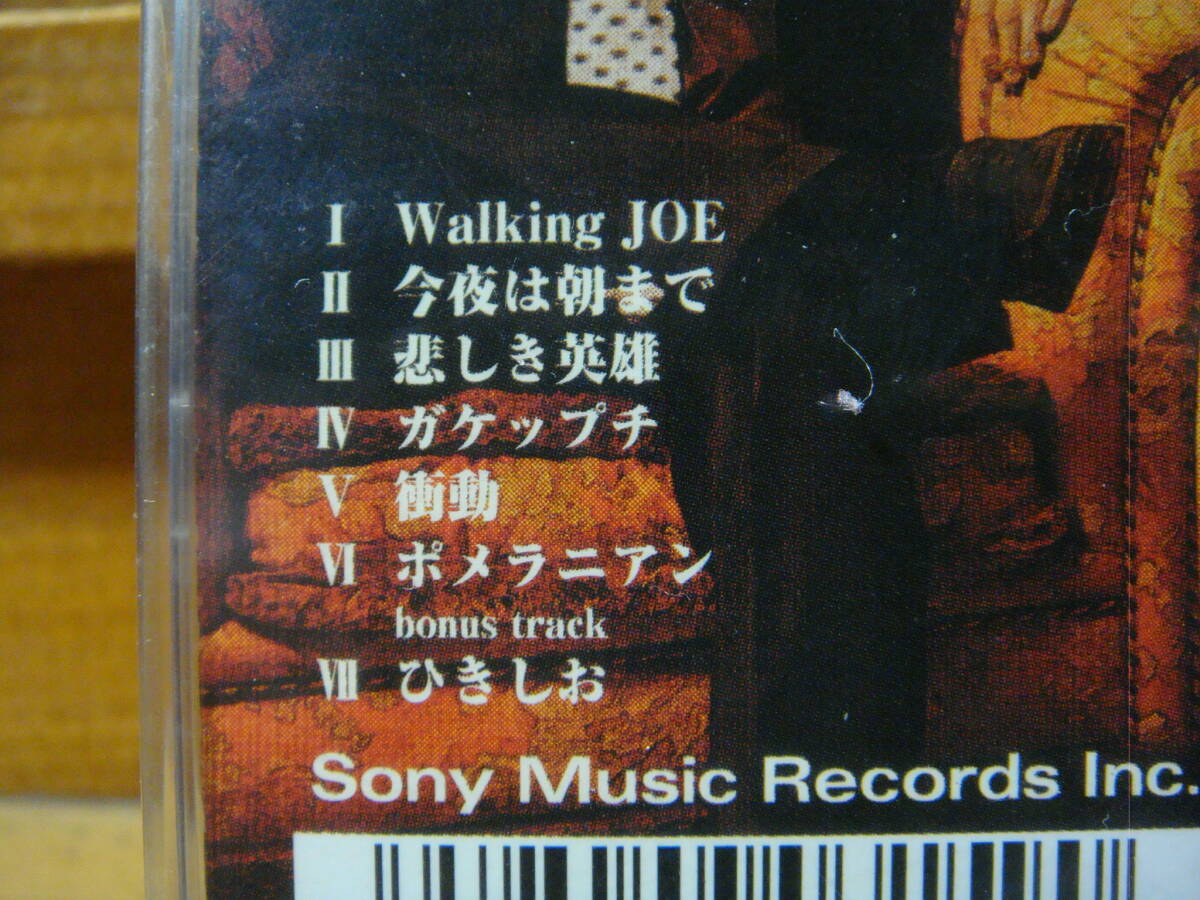 Ⅰ Walking JOE
Ⅱ 今夜は朝まで
Ⅲ 悲しき英雄
Ⅳ ガケップチ
Ⅴ 衝動
Ⅵ ポメラニアン
bonus track
Ⅶ ひきしお
Sony Music Records Inc.